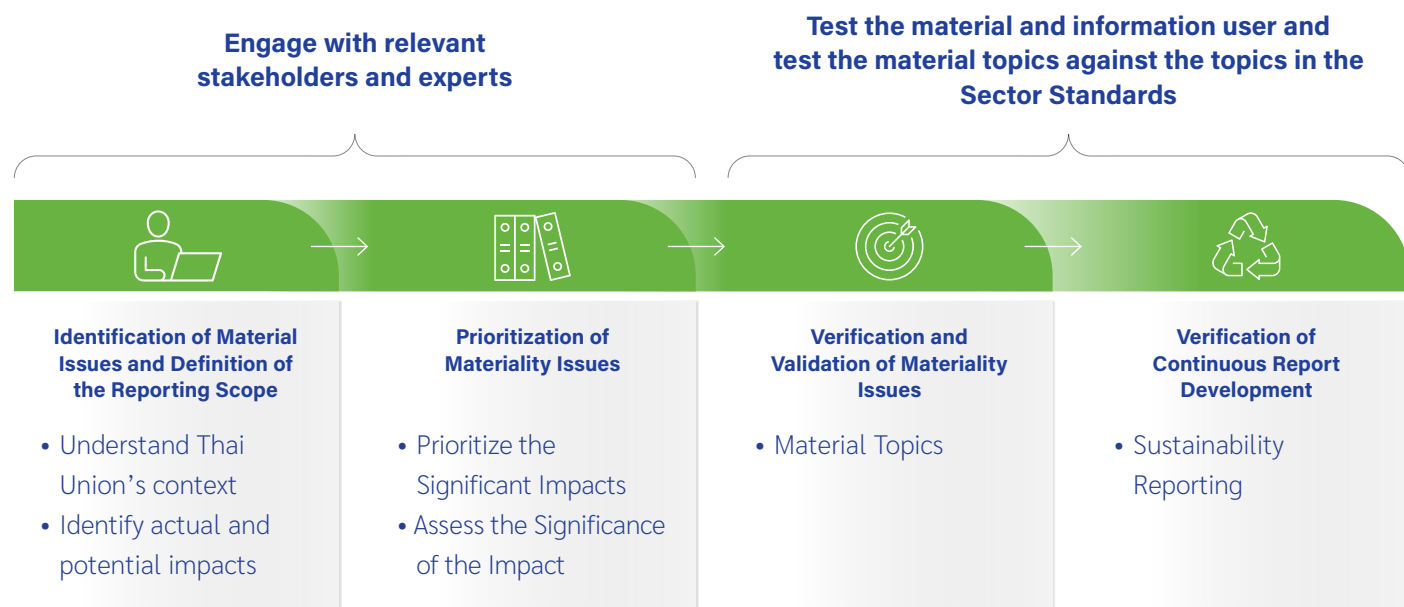 Engage with relevant
stakeholders and experts
Test the material and information user and
test the material topics against the topics in the
Sector Standards
Identification of Material
Issues and Definition of
the Reporting Scope
• Understand Thai
Union’s context
• Identify actual and
potential impacts
Prioritization of
Materiality Issues
• Prioritize the
Significant Impacts
• Assess the Significance
of the Impact
Verification and
Validation of Materiality
Issues
• Material Topics
Verification of
Continuous Report
Development
• Sustainability
Reporting